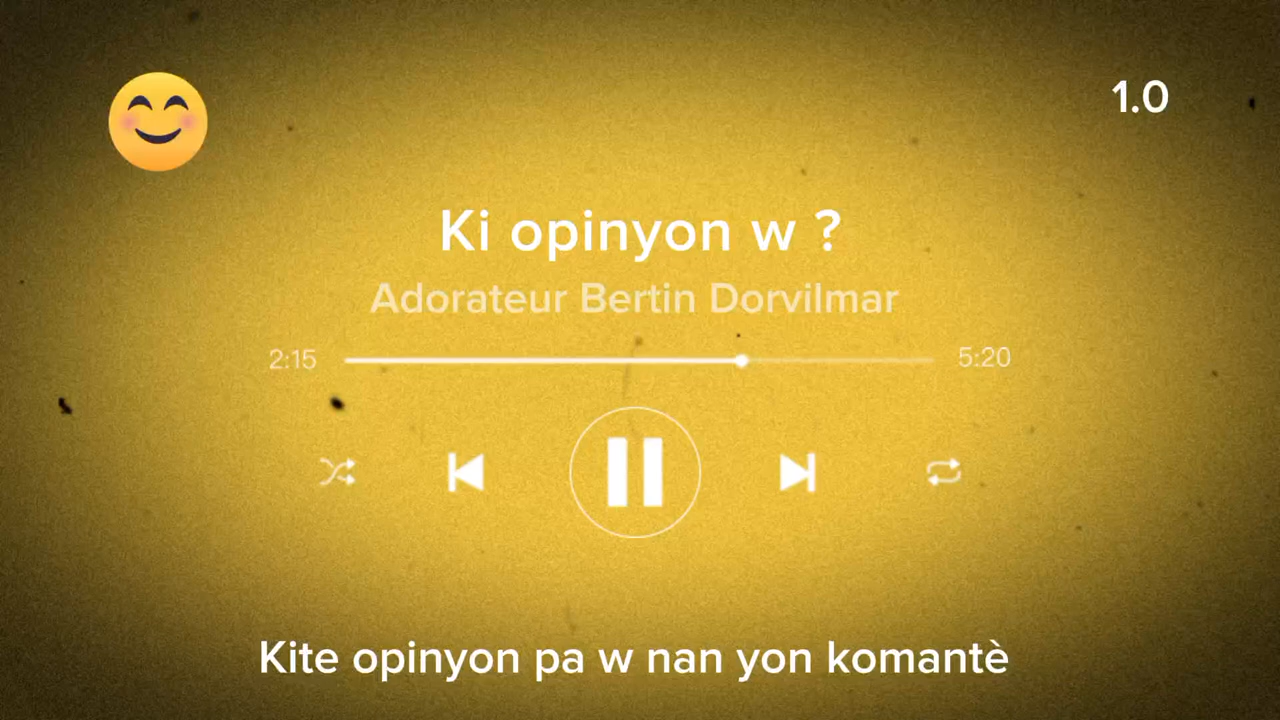 1.0
Ki opinyon w ?
Adorateur Bertin Dorvilmar
2:15
5:20
Kite opinyon pa w nan yon komantè